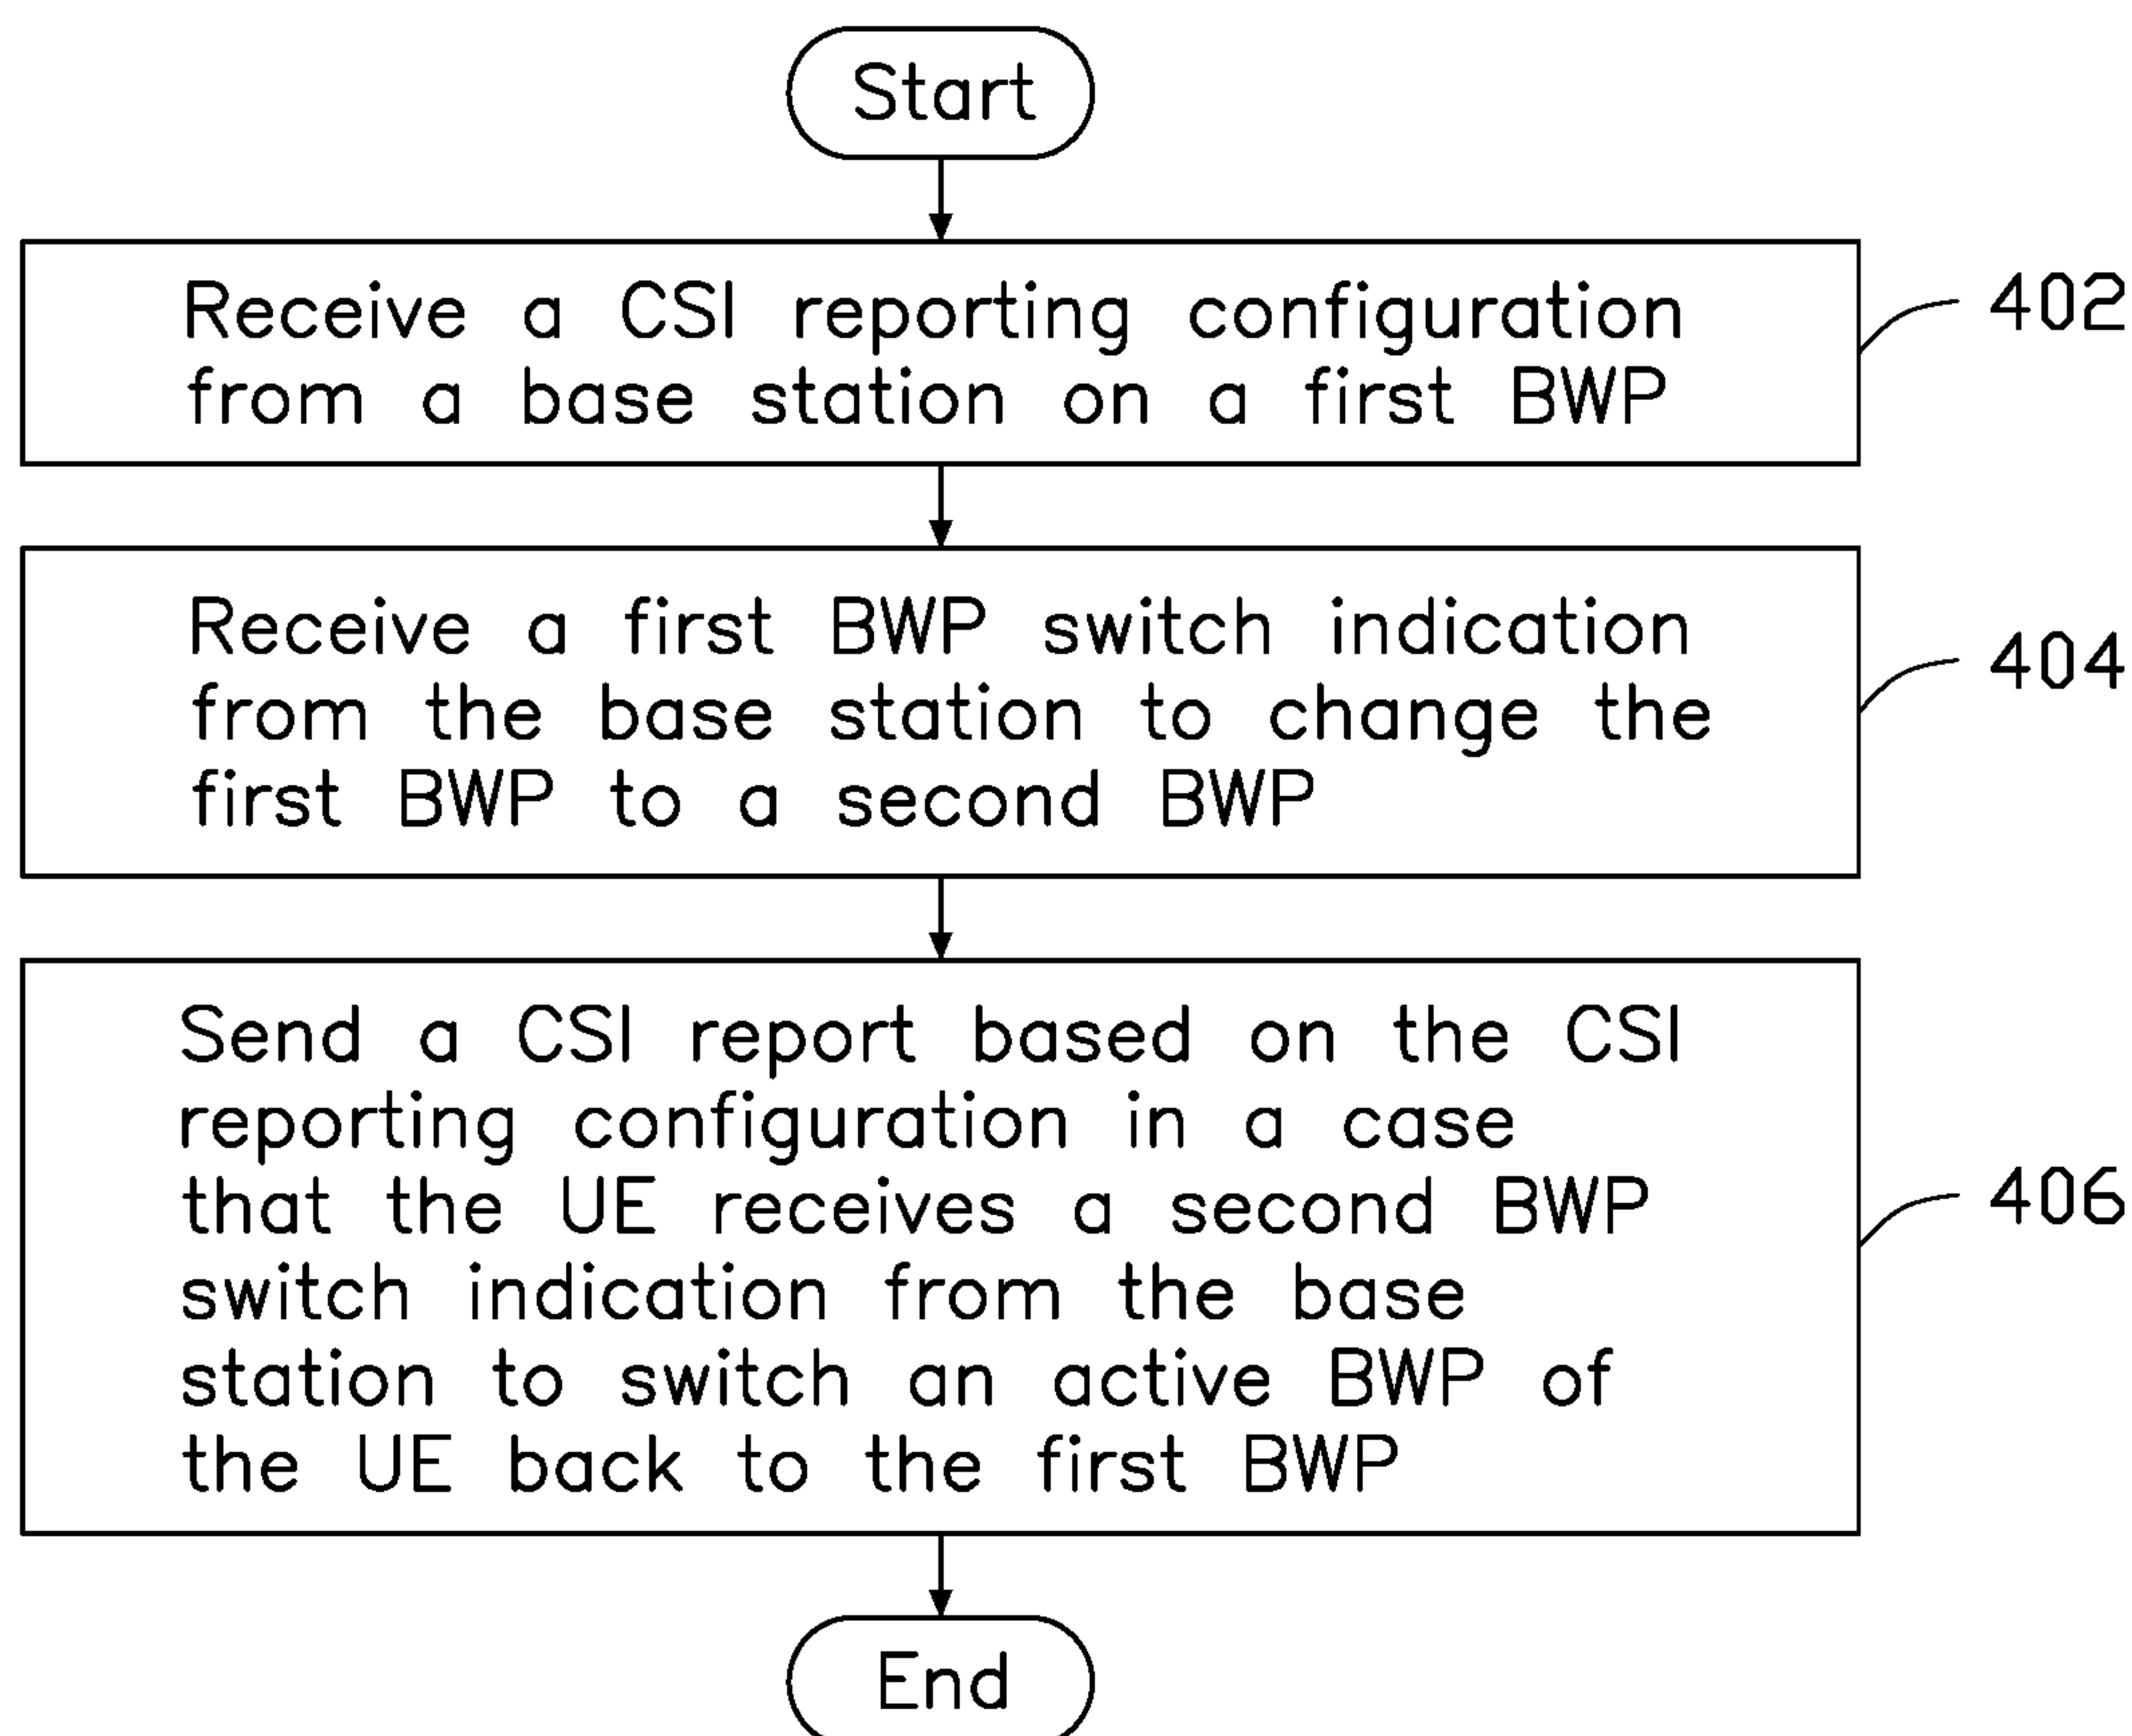 Start
Receive a CSI reporting configuration
from a base station on a first BWP
402
Receive a first BWP switch indication
from the base station to change the
first BWP to a second BWP
404
Send a CSI report based on the CSI
reporting configuration in a case
that the UE receives a second BWP
switch indication from the base
station to switch an active BWP of
the UE back to the first BWP
406
End